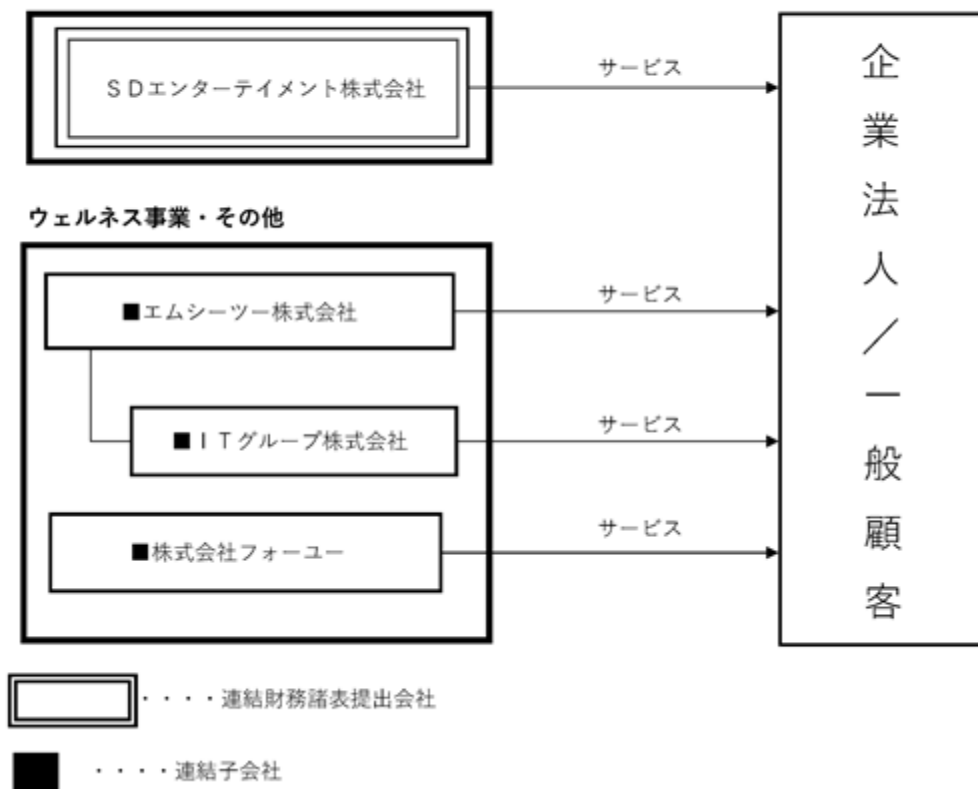 ＳＤエンターテイメント株式会社
サービス
ウェルネス事業・その他
■エムシーツー株式会社
サービス
■ＩＴグループ株式会社
サービス
■株式会社フォーユー
サービス
企業法人／一般顧客
・・・・連結財務諸表提出会社
・・・・連結子会社